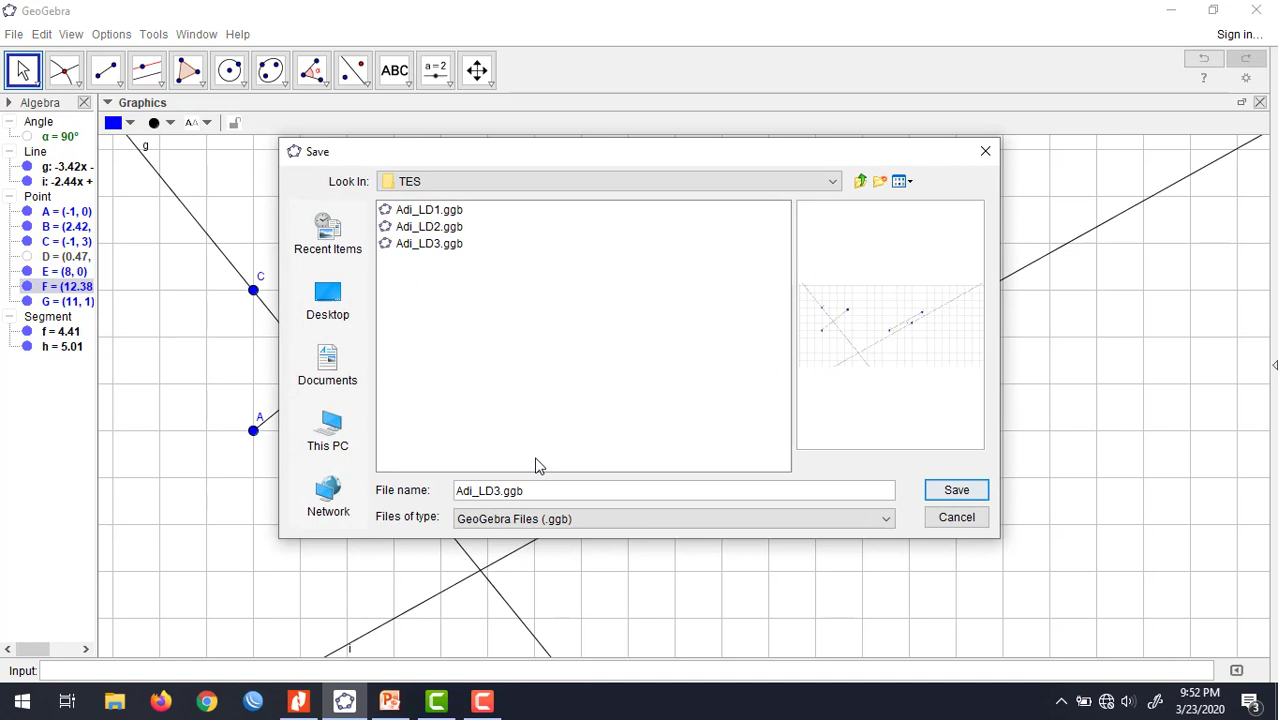 GeoGebra
File Edit View Options Tools Window Help Sign in...
ABC a = 2 ?
Algebra Graphics
AA
Angle
α = 90°
Line
g: -3.42x -
i: -2.44x +
Point
A = (-1, 0)
B = (2.42,
C = (-1, 3)
D = (0.47,
E = (8, 0)
F = (12.38
G = (11, 1)
Segment
f = 4.41
h = 5.01
g
C
A
i
Save
Look In: TES
Recent Items
Desktop
Documents
This PC
Network
Adi_LD1.ggb
Adi_LD2.ggb
Adi_LD3.ggb
File name: Adi_LD3.ggb Save
Files of type: GeoGebra Files (.ggb) Cancel
Input:
9:52 PM
3/23/2020
3